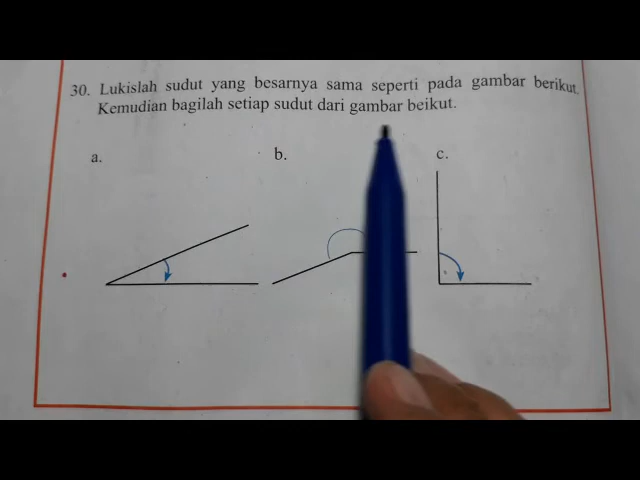 30. Lukislah sudut yang besarnya sama seperti pada gambar berikut.
Kemudian bagilah setiap sudut dari gambar beikut.
a.
b.
c.